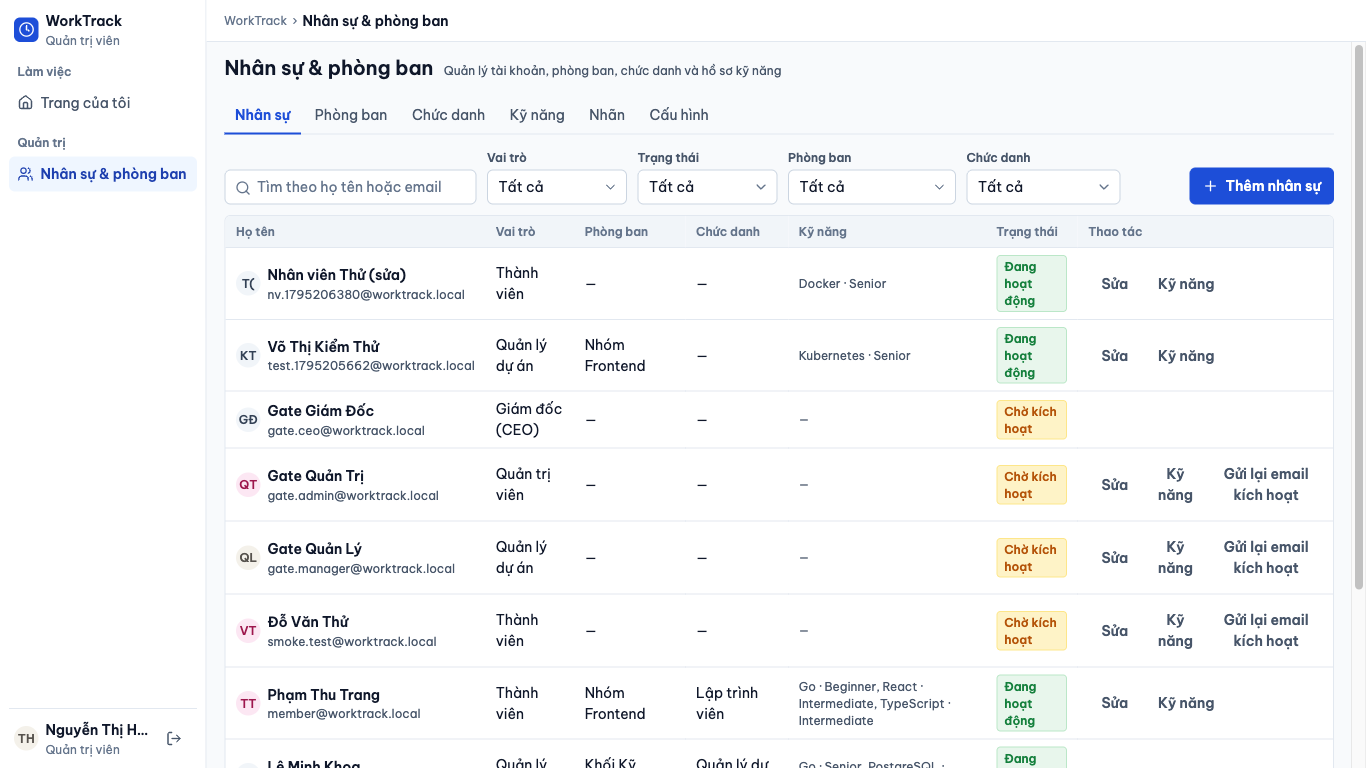 WorkTrack
Quản trị viên
Làm việc
Trang của tôi
Quản trị
Nhân sự & phòng ban
TH
Nguyễn Thị H...
Quản trị viên
WorkTrack › Nhân sự & phòng ban
Nhân sự & phòng ban Quản lý tài khoản, phòng ban, chức danh và hồ sơ kỹ năng
Nhân sự Phòng ban Chức danh Kỹ năng Nhãn Cấu hình
Vai trò Trạng thái Phòng ban Chức danh
Tìm theo họ tên hoặc email Tất cả Tất cả Tất cả Tất cả + Thêm nhân sự
Họ tên Vai trò Phòng ban Chức danh Kỹ năng Trạng thái Thao tác
T(
Nhân viên Thử (sửa)
nv.1795206380@worktrack.local
Thành
viên
—
—
Docker · Senior
Đang
hoạt
động
Sửa
Kỹ năng
KT
Võ Thị Kiểm Thử
test.1795205662@worktrack.local
Quản lý
dự án
Nhóm
Frontend
—
Kubernetes · Senior
Đang
hoạt
động
Sửa
Kỹ năng
GĐ
Gate Giám Đốc
gate.ceo@worktrack.local
Giám đốc
(CEO)
—
—
—
Chờ kích
hoạt
QT
Gate Quản Trị
gate.admin@worktrack.local
Quản trị
viên
—
—
—
Chờ kích
hoạt
Sửa
Kỹ
năng
Gửi lại email
kích hoạt
QL
Gate Quản Lý
gate.manager@worktrack.local
Quản lý
dự án
—
—
—
Chờ kích
hoạt
Sửa
Kỹ
năng
Gửi lại email
kích hoạt
VT
Đỗ Văn Thử
smoke.test@worktrack.local
Thành
viên
—
—
—
Chờ kích
hoạt
Sửa
Kỹ
năng
Gửi lại email
kích hoạt
TT
Phạm Thu Trang
member@worktrack.local
Thành
viên
Nhóm
Frontend
Lập trình
viên
Go · Beginner, React ·
Intermediate, TypeScript ·
Intermediate
Đang
hoạt
động
Sửa
Kỹ năng
Lê Minh Khoa
Quản lý
Khối Kỹ
Quản lý dự
Go · Senior, PostgreSQL ·
Đang